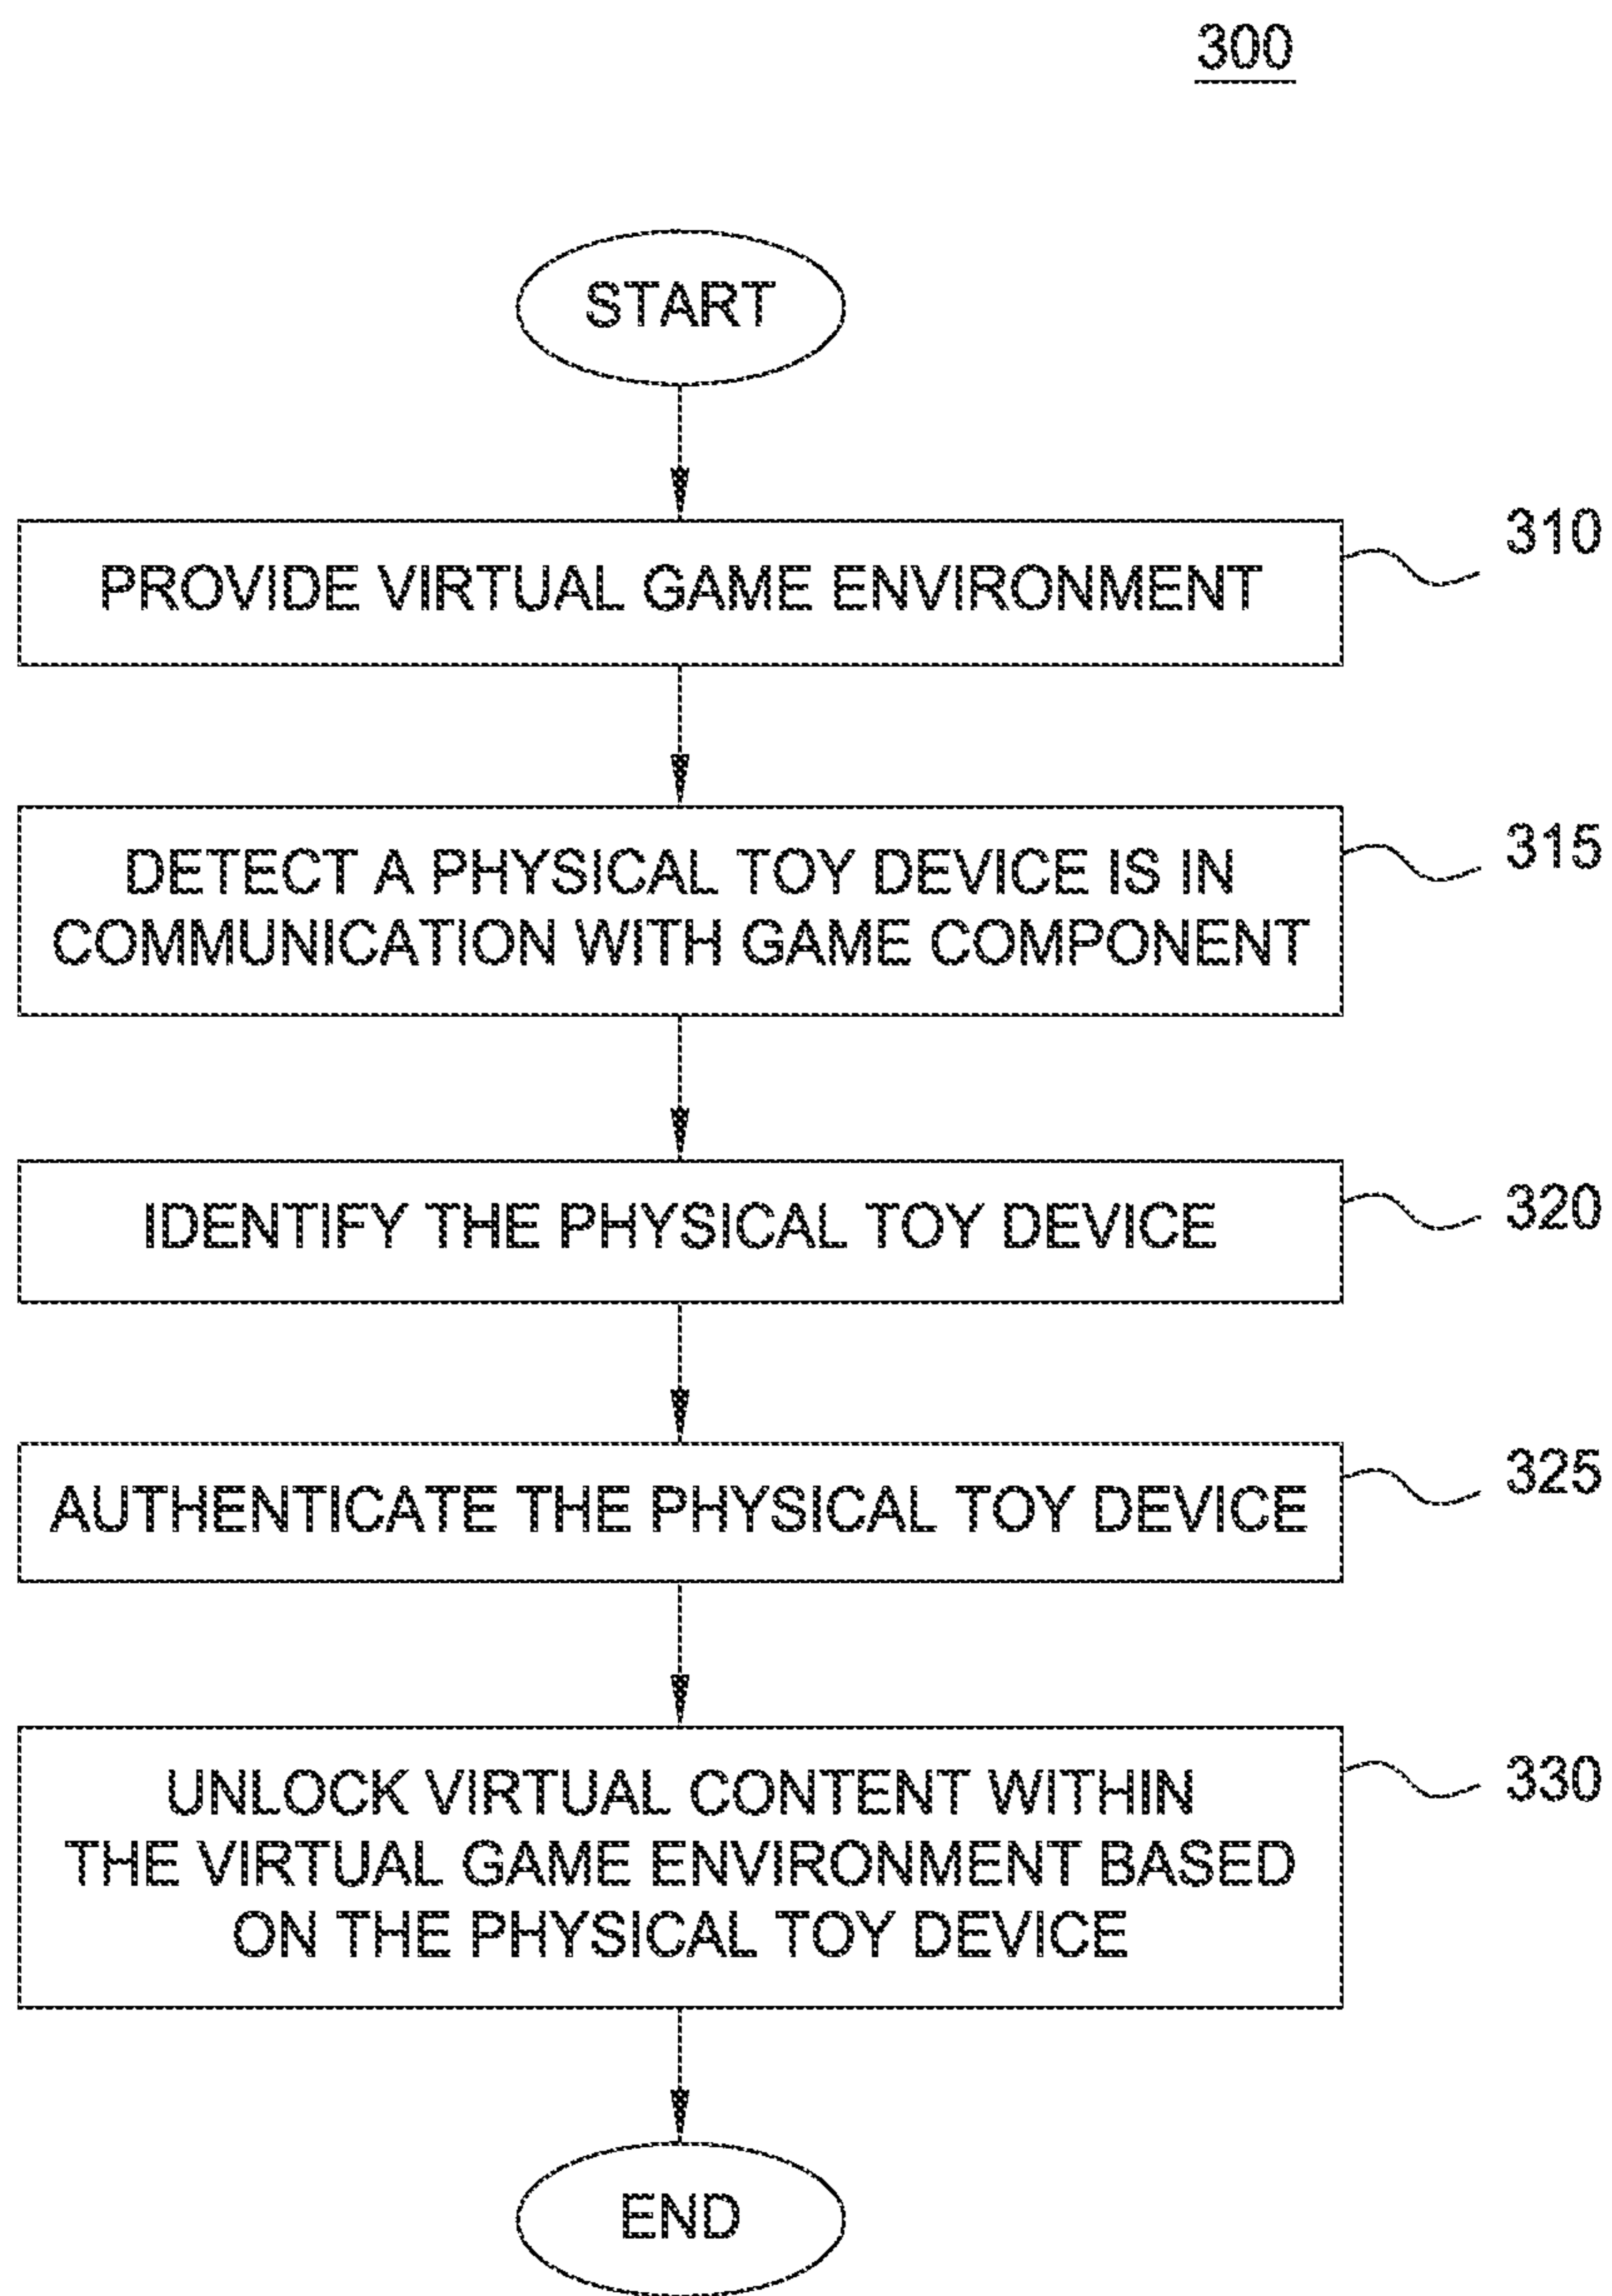 300
START
PROVIDE VIRTUAL GAME ENVIRONMENT
310
DETECT A PHYSICAL TOY DEVICE IS IN
COMMUNICATION WITH GAME COMPONENT
315
IDENTIFY THE PHYSICAL TOY DEVICE
320
AUTHENTICATE THE PHYSICAL TOY DEVICE
325
UNLOCK VIRTUAL CONTENT WITHIN
THE VIRTUAL GAME ENVIRONMENT BASED
ON THE PHYSICAL TOY DEVICE
330
END